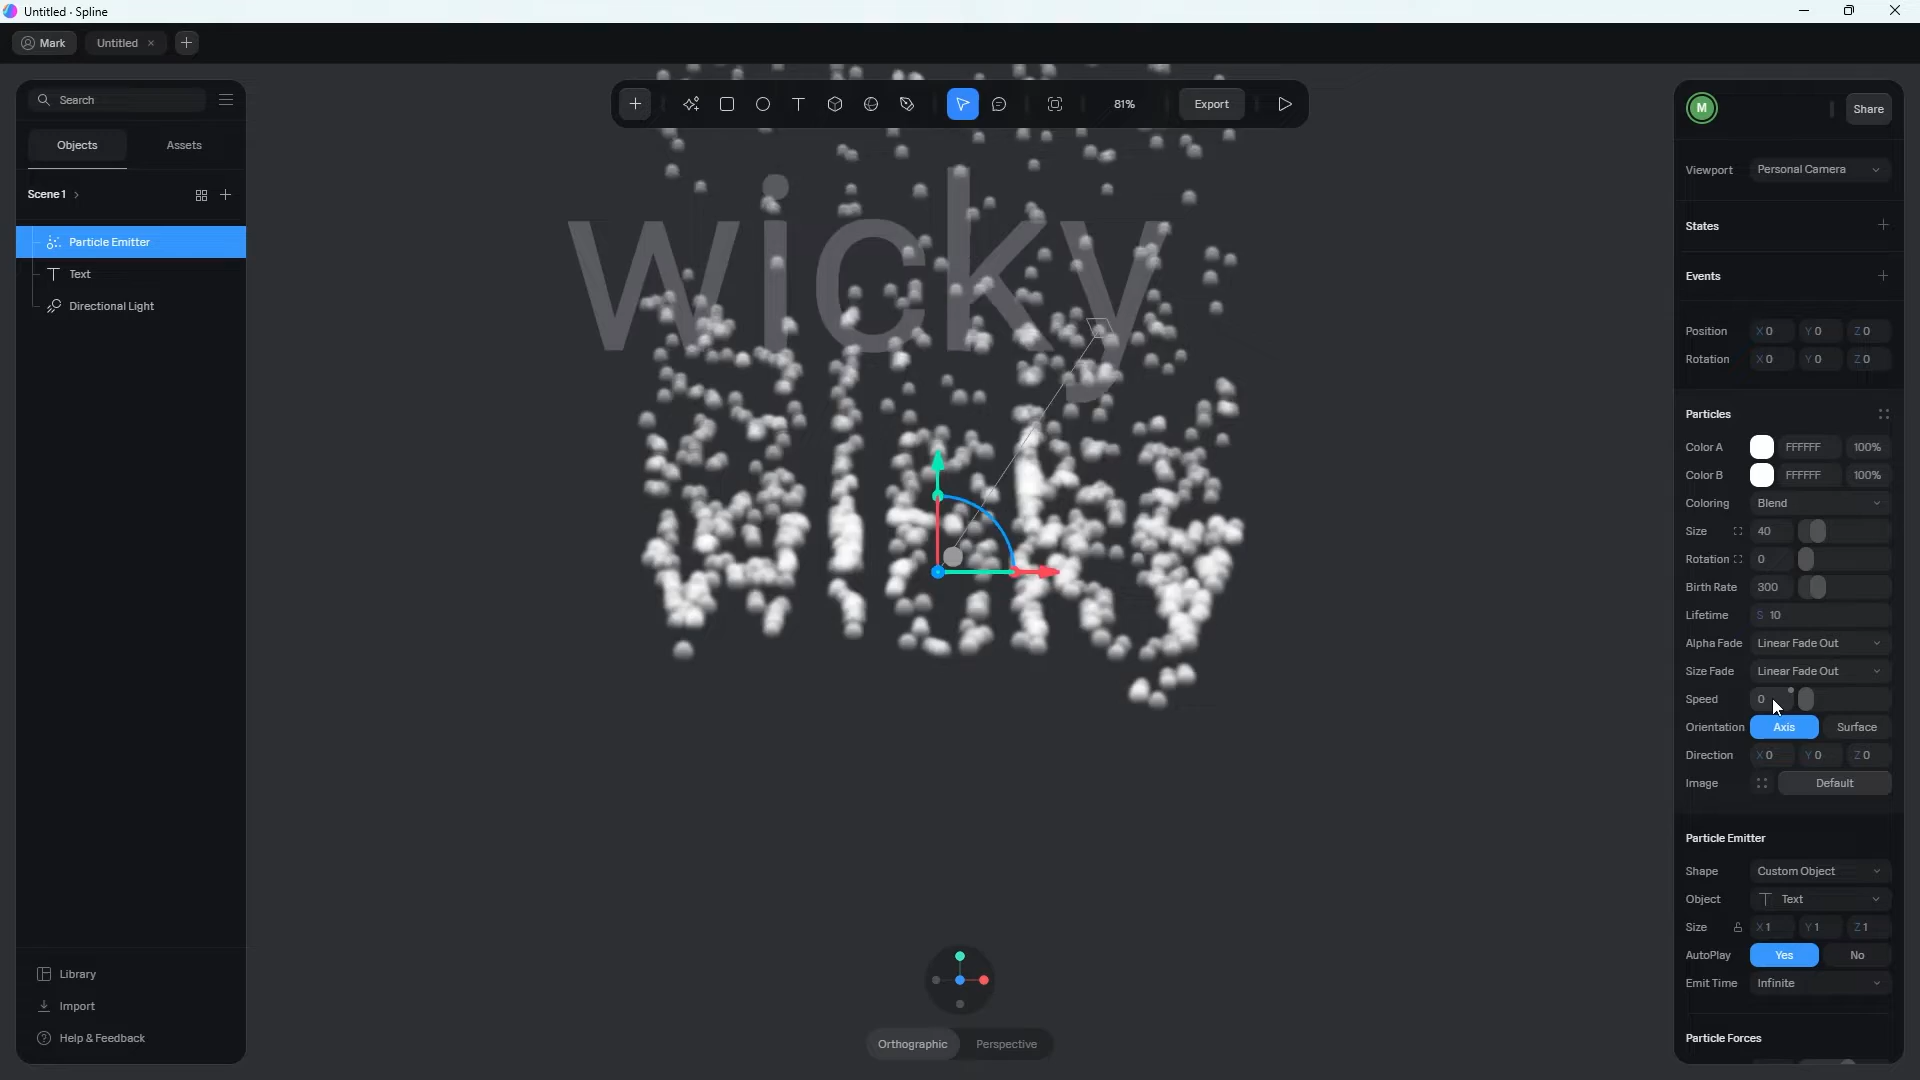 Untitled - Spline
Mark
Untitled
81%
Export
Search
Objects
Assets
Scene 1
Particle Emitter
Text
Directional Light
Library
Import
Help & Feedback
wicky
Orthographic
Perspective
M
Share
Viewport Personal Camera
States
Events
Position X 0 Y 0 Z 0
Rotation X 0 Y 0 Z 0
Particles
Color A FFFFFF 100%
Color B FFFFFF 100%
Coloring Blend
Size 40
Rotation 0
Birth Rate 300
Lifetime S 10
Alpha Fade Linear Fade Out
Size Fade Linear Fade Out
Speed 0
Orientation Axis Surface
Direction X 0 Y 0 Z 0
Image Default
Particle Emitter
Shape Custom Object
Object Text
Size X 1 Y 1 Z 1
AutoPlay Yes No
Emit Time Infinite
Particle Forces